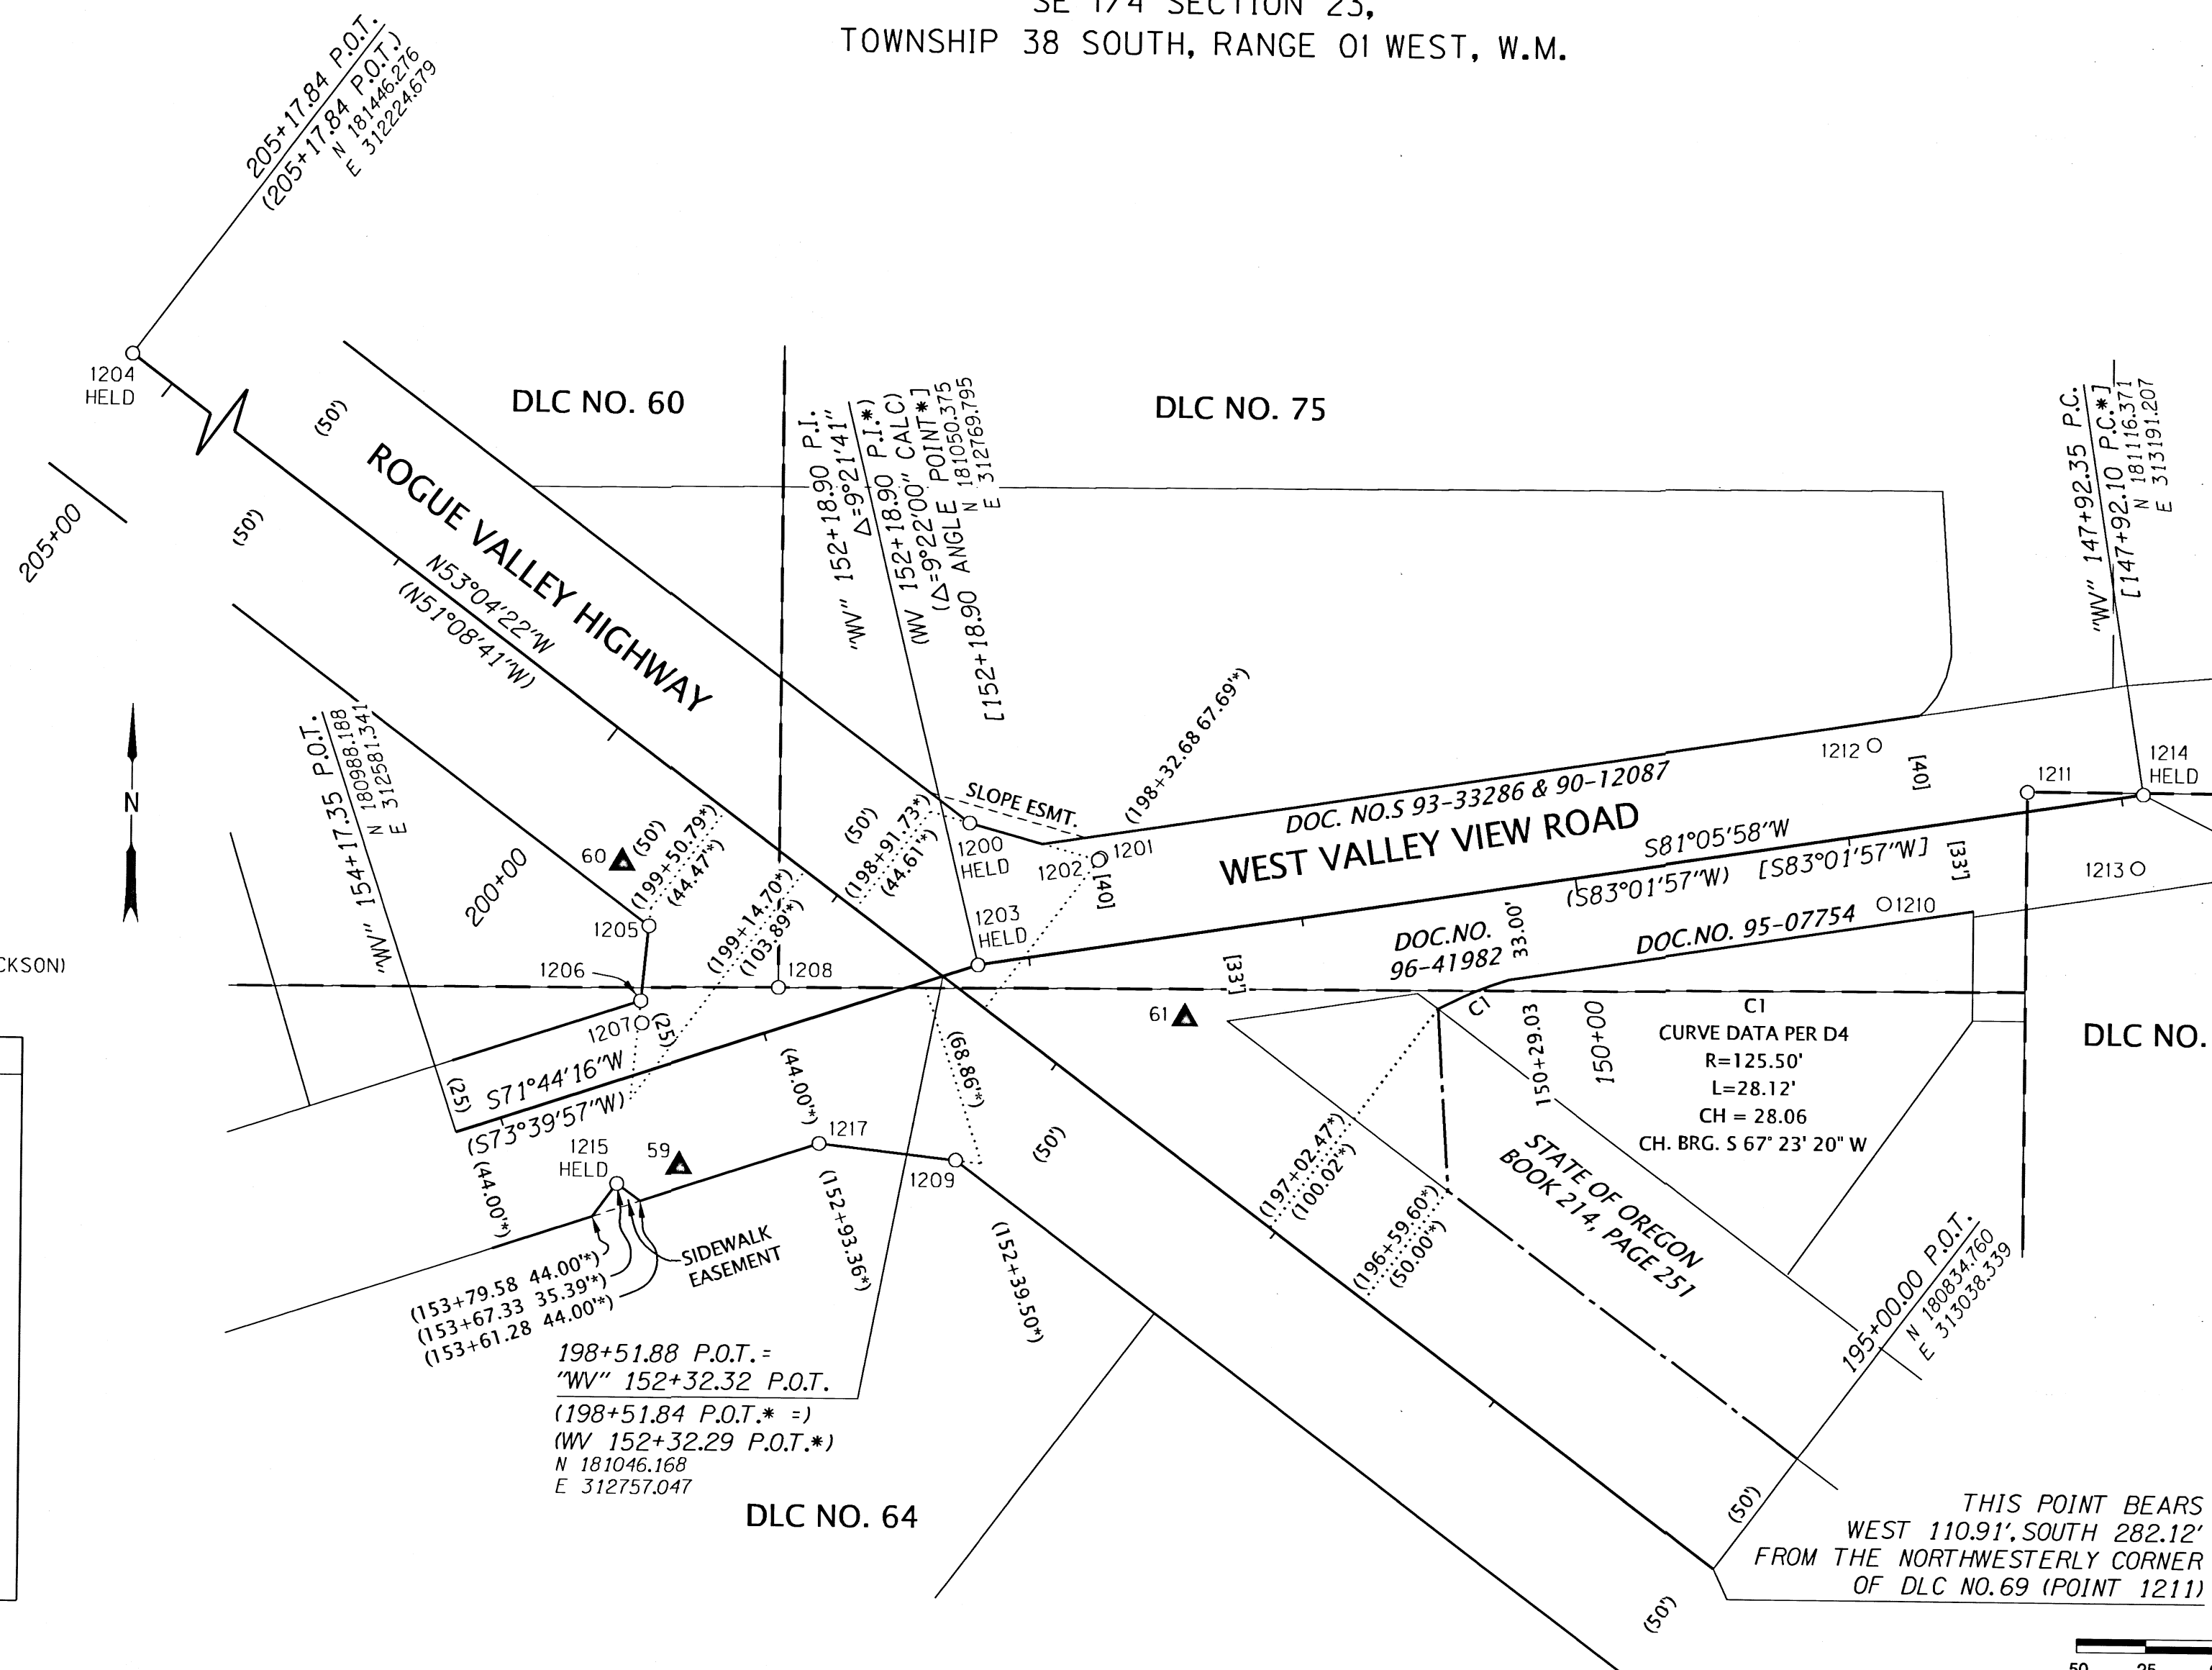 SE 1/4 SECTION 23,
TOWNSHIP 38 SOUTH, RANGE 01 WEST, W.M.
205+17.84 P.O.T.
(205+17.84 P.O.T.)
N 181446.276
E 312224.679
1204
HELD
205+00
(50')
(50')
ROGUE VALLEY HIGHWAY
N53°04'22"W
(N51°08'41"W)
DLC NO. 60
DLC NO. 75
"WV" 152+18.90 P.I.
Δ=9°21'41"
(WV 152+18.90 P.I.*)
(Δ=9°22'00" CALC)
[152+18.90 ANGLE POINT*]
N 181050.375
E 312769.795
"WV" 147+92.35 P.C.
[147+92.10 P.C.*]
N 181116.371
E 313191.207
"WV" 154+17.35 P.O.T.
N 180988.188
E 312581.341
N
CKSON)
200+00
60
(50')
(199+50.79*)
(44.47'*)
(199+14.70*)
(103.89'*)
(50')
(198+91.73*)
(44.61'*)
SLOPE ESMT.
(198+32.68 67.69'*)
1200
HELD
1202
1201
[40]
1203
HELD
DOC. NO.S 93-33286 & 90-12087
WEST VALLEY VIEW ROAD
S81°05'58"W
(S83°01'57"W)
[S83°01'57"W]
1212
[40]
1211
1214
HELD
[33']
1213
1210
DOC.NO.
96-41982
33.00'
DOC.NO. 95-07754
[33']
61
C1
150+29.03
150+00
C1
CURVE DATA PER D4
R=125.50'
L=28.12'
CH = 28.06
CH. BRG. S 67° 23' 20" W
DLC NO.
1205
1206
1207
(25)
1208
(25)
S71°44'16"W
(S73°39'57"W)
(44.00'*)
(44.00'*)
(68.86'*)
1215
HELD
59
1217
1209
(50')
(152+93.36*)
(152+39.50*)
SIDEWALK
EASEMENT
(153+79.58 44.00'*)
(153+67.33 35.39'*)
(153+61.28 44.00'*)
198+51.88 P.O.T. =
"WV" 152+32.32 P.O.T.
(198+51.84 P.O.T.* =)
(WV 152+32.29 P.O.T.*)
N 181046.168
E 312757.047
DLC NO. 64
(197+02.47*)
(100.02'*)
(196+59.60*)
(50.00'*)
STATE OF OREGON
BOOK 214, PAGE 251
195+00.00 P.O.T.
N 180834.760
E 313038.339
(50')
(50')
THIS POINT BEARS
WEST 110.91', SOUTH 282.12'
FROM THE NORTHWESTERLY CORNER
OF DLC NO.69 (POINT 1211)
50 25